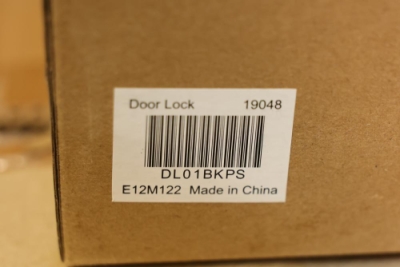 Door Lock 19048
DL01BKPS
E12M122 Made in China